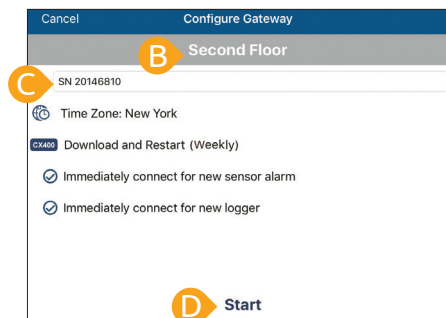 Cancel Configure Gateway
B Second Floor
C SN 20146810
Time Zone: New York
CX400 Download and Restart (Weekly)
Immediately connect for new sensor alarm
Immediately connect for new logger
D Start